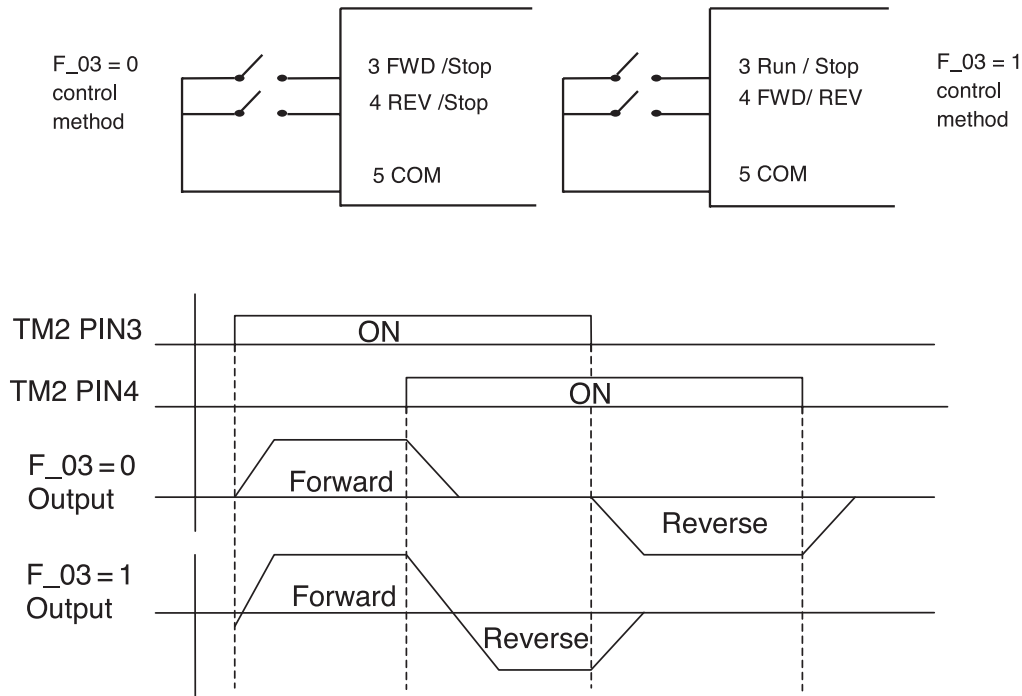 F_03 = 0
control
method
3 FWD /Stop
4 REV /Stop
5 COM
3 Run / Stop
4 FWD/ REV
5 COM
F_03 = 1
control
method
TM2 PIN3
ON
TM2 PIN4
ON
F_03 = 0
Output
Forward
Reverse
F_03 = 1
Output
Forward
Reverse